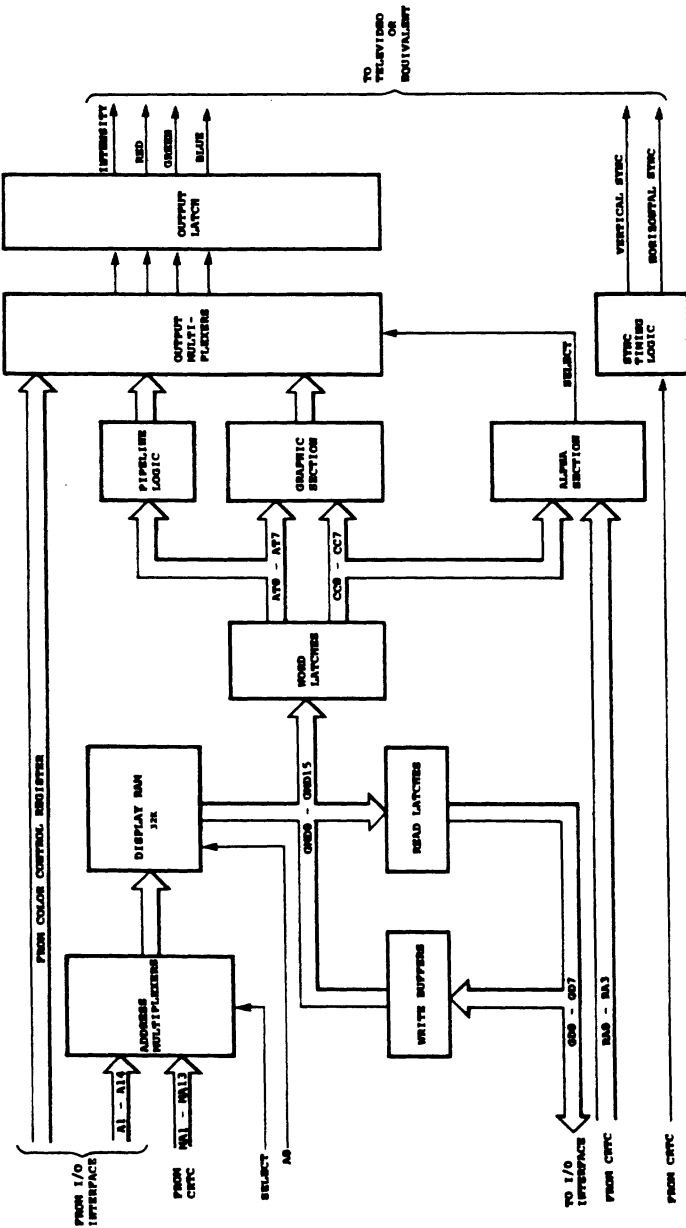 FROM I/O
INTERFACE
FROM COLOR CONTROL REGISTER
A1 - A14
FROM
CRTC
MA1 - MA13
SELECT
A0
ADDRESS
MULTIPLEXERS
DISPLAY RAM
32K
GMD0 - GMD15
WRITE BUFFERS
READ LATCHES
GD0 - GD7
TO I/O
INTERFACE
RA0 - RA3
FROM CRTC
FROM CRTC
WORD
LATCHES
AT0 - AT7
CC0 - CC7
PIPELINE
LOGIC
GRAPHIC
SECTION
ALPHA
SECTION
SELECT
OUTPUT
MULTI-
PLEXERS
SYNC
TIMING
LOGIC
OUTPUT
LATCH
INTENSITY
RED
GREEN
BLUE
VERTICAL SYNC
HORIZONTAL SYNC
TO
TELEVIDEO
OR
EQUIVALENT